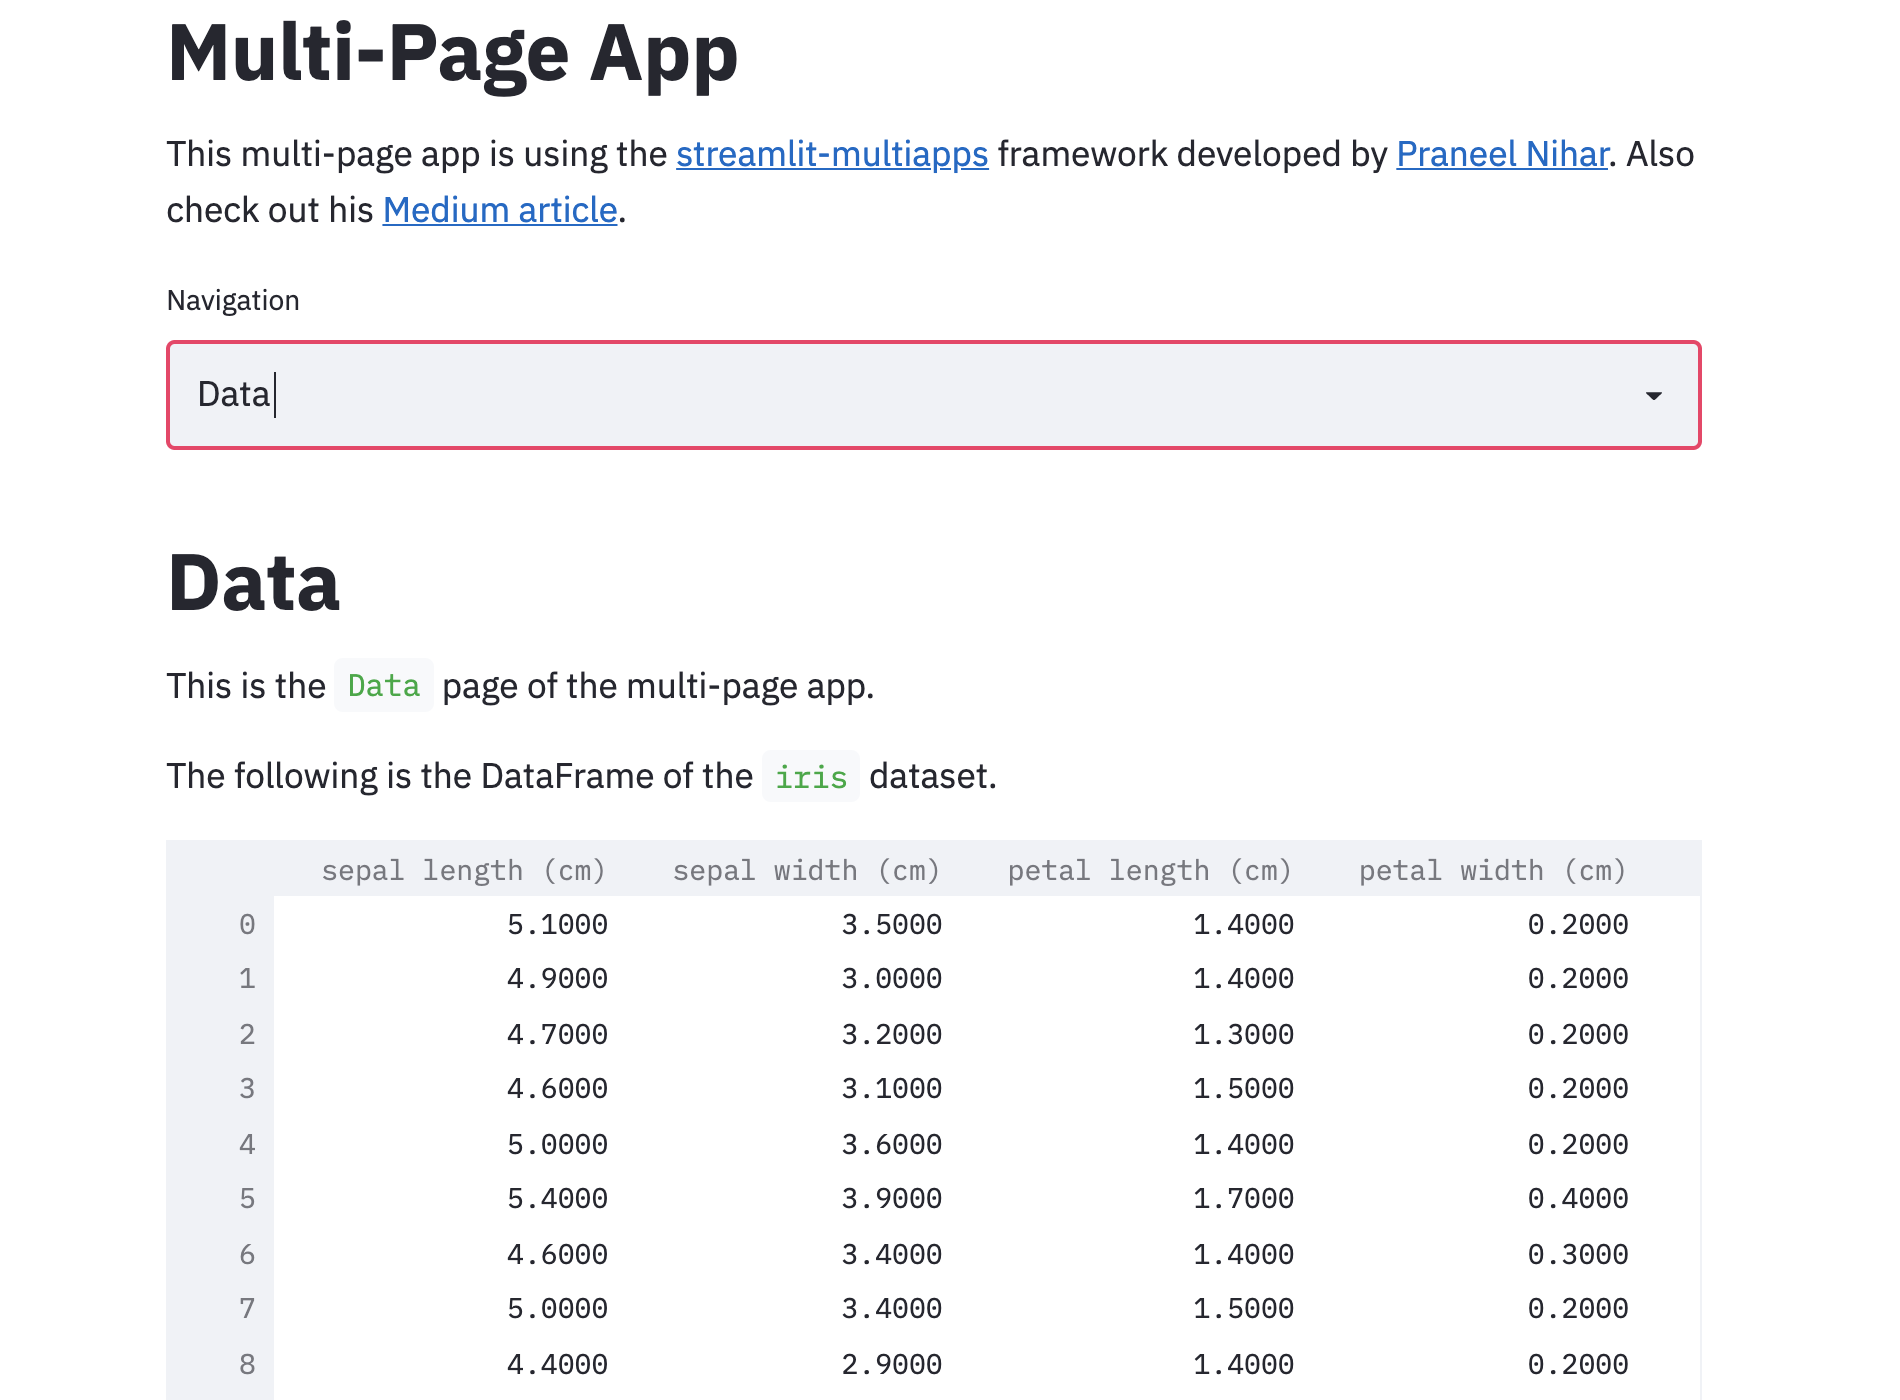 Multi-Page App
This multi-page app is using the streamlit-multiapps framework developed by Praneel Nihar. Also
check out his Medium article.
Navigation
Data
Data
This is the Data page of the multi-page app.
The following is the DataFrame of the iris dataset.
sepal length (cm) sepal width (cm) petal length (cm) petal width (cm)
0 5.1000 3.5000 1.4000 0.2000
1 4.9000 3.0000 1.4000 0.2000
2 4.7000 3.2000 1.3000 0.2000
3 4.6000 3.1000 1.5000 0.2000
4 5.0000 3.6000 1.4000 0.2000
5 5.4000 3.9000 1.7000 0.4000
6 4.6000 3.4000 1.4000 0.3000
7 5.0000 3.4000 1.5000 0.2000
8 4.4000 2.9000 1.4000 0.2000